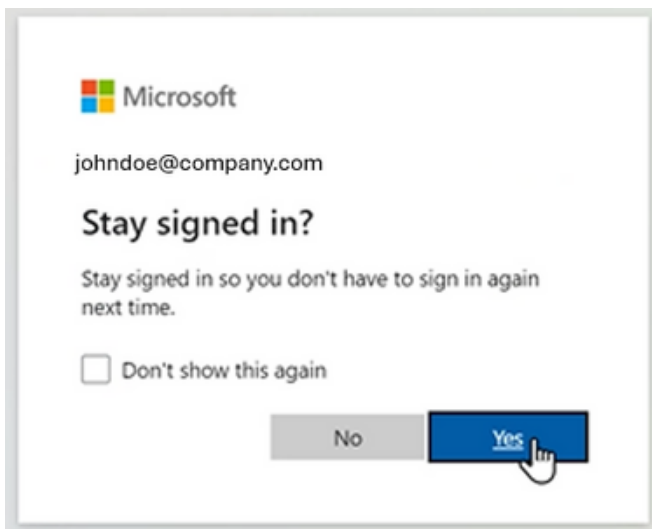 Microsoft
johndoe@company.com
Stay signed in?
Stay signed in so you don't have to sign in again
next time.
Don't show this again
No
Yes